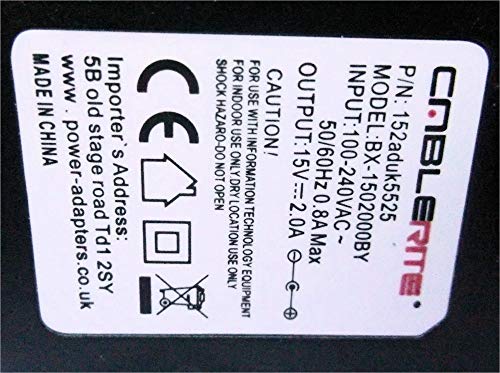 CABLERITE®
P/N: 152aduk5525
MODEL:BX-1502000BY
INPUT:100-240VAC~
50/60Hz 0.8A Max
OUTPUT:15V⎓2.0A
CAUTION!
FOR USE WITH INFORMATION TECHNOLOGY EQUIPMENT
FOR INDOOR USE ONLY/DRY LOCATION USE ONLY
SHOCK HAZARO-DO NOT OPEN
CE
Importer`s Address
5B old stage road Td1 2SY
www.power-adapters.co.uk
MADE IN CHINA